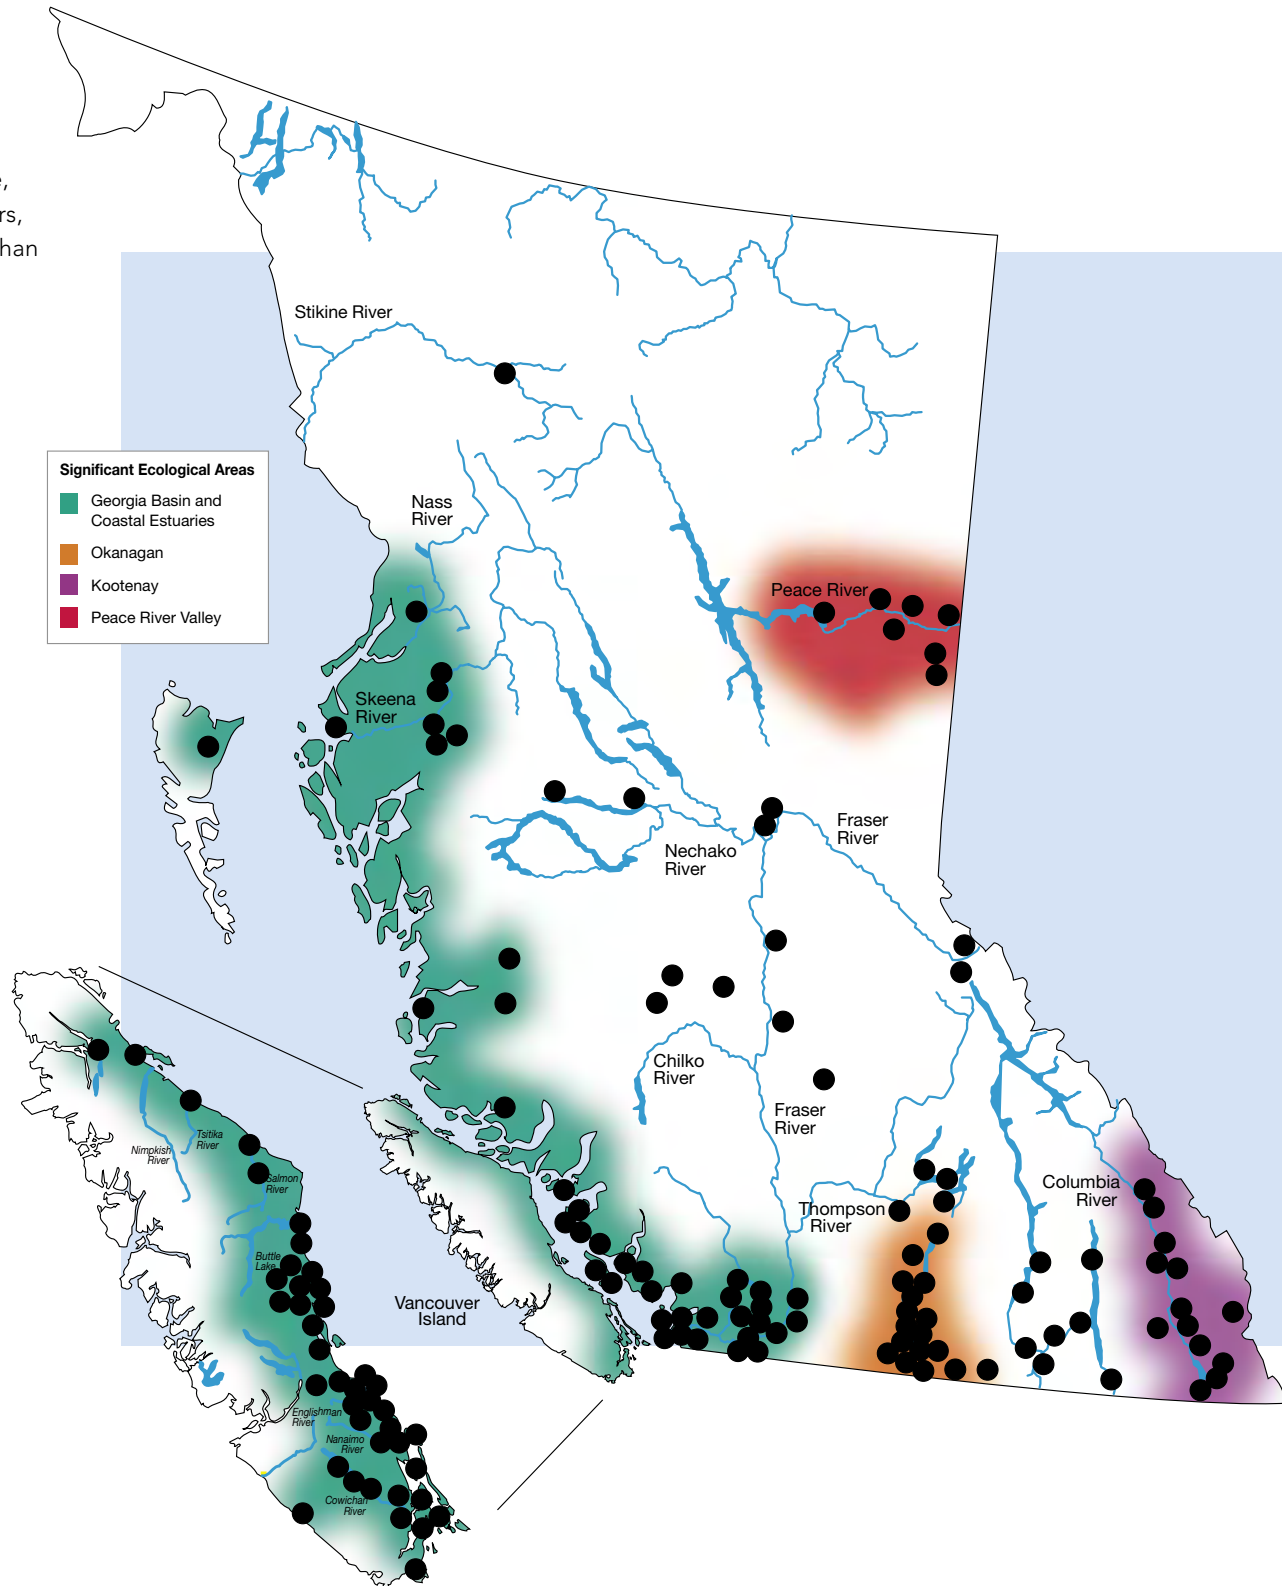 rs,
han
Stikine River
Significant Ecological Areas
Georgia Basin and
Coastal Estuaries
Okanagan
Kootenay
Peace River Valley
Nass
River
Peace River
Skeena
River
Fraser
River
Nechako
River
Chilko
River
Fraser
River
Tsitika
River
Nimpkish
River
Salmon
River
Columbia
River
Thompson
River
Buttle
Lake
Vancouver
Island
Englishman
River
Nanaimo
River
Cowichan
River